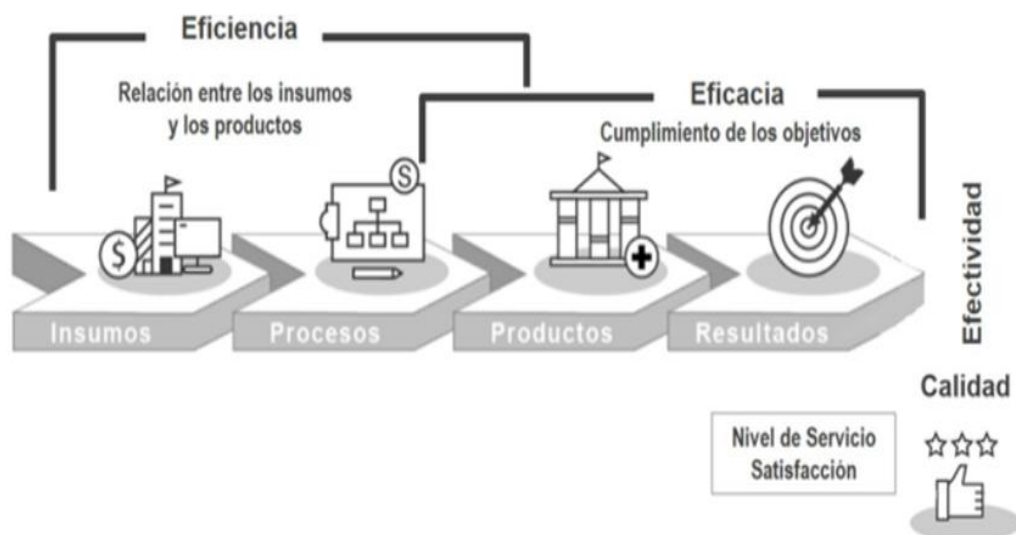 Eficiencia
Relación entre los insumos
y los productos
Eficacia
Cumplimiento de los objetivos
$
S
Insumos
Procesos
Productos
Resultados
Efectividad
Calidad
Nivel de Servicio
Satisfacción